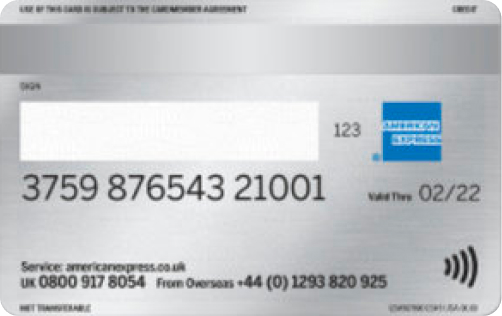 USE OF THIS CARD IS SUBJECT TO THE CARDMEMBER AGREEMENT CREDIT
SIGN
123
AMERICAN
EXPRESS
3759 876543 21001 Valid Thru 02/22
Service: americanexpress.co.uk
UK 0800 917 8054 From Overseas +44 (0) 1293 820 925
NOT TRANSFERABLE